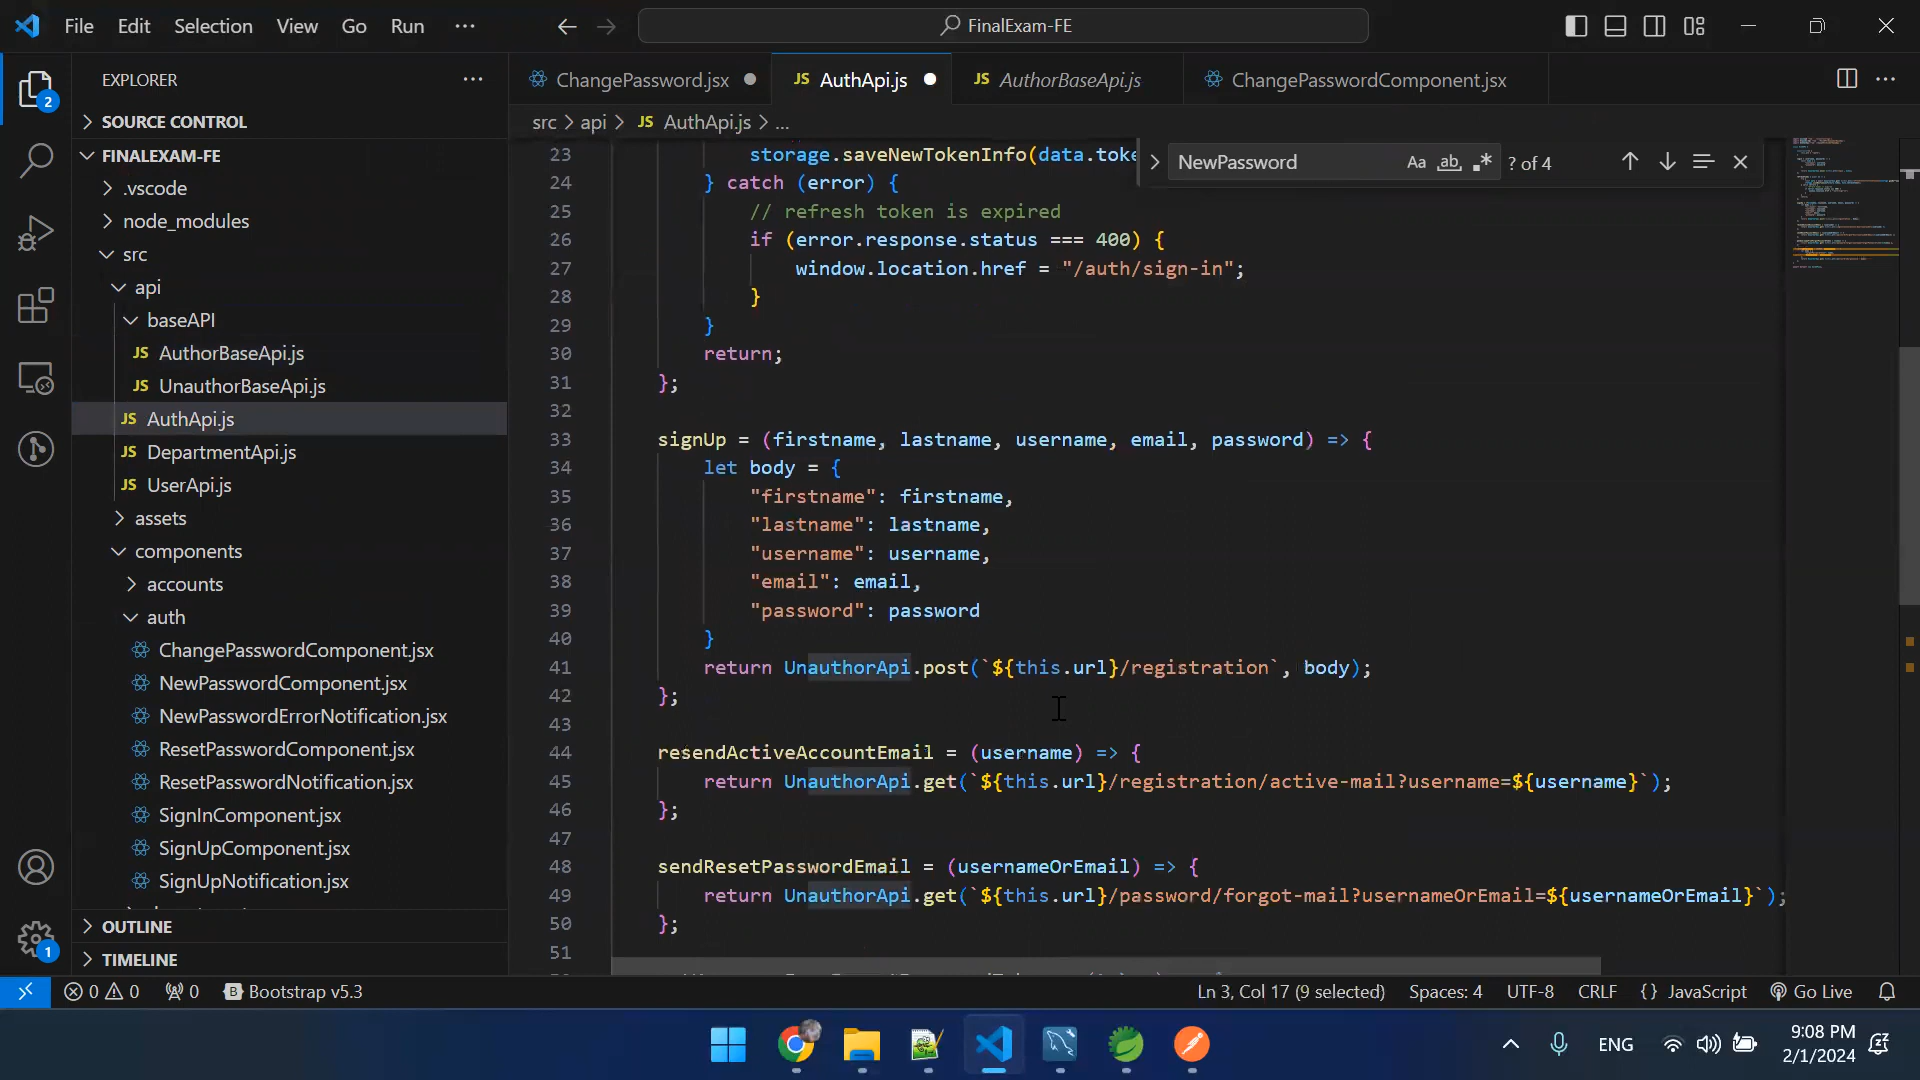 File Edit Selection View Go Run ... FinalExam-FE
EXPLORER
SOURCE CONTROL
FINALEXAM-FE
.vscode
node_modules
src
api
baseAPI
JS AuthorBaseApi.js
JS UnauthorBaseApi.js
JS AuthApi.js
JS DepartmentApi.js
JS UserApi.js
assets
components
accounts
auth
ChangePasswordComponent.jsx
NewPasswordComponent.jsx
NewPasswordErrorNotification.jsx
ResetPasswordComponent.jsx
ResetPasswordNotification.jsx
SignInComponent.jsx
SignUpComponent.jsx
SignUpNotification.jsx
OUTLINE
TIMELINE
2
1
ChangePassword.jsx JS AuthApi.js JS AuthorBaseApi.js ChangePasswordComponent.jsx
src > api > JS AuthApi.js > ...
NewPassword Aa ab ? of 4
23 storage.saveNewTokenInfo(data.toke
24 } catch (error) {
25 // refresh token is expired
26 if (error.response.status === 400) {
27 window.location.href = "/auth/sign-in";
28 }
29 }
30 return;
31 };
32
33 signUp = (firstname, lastname, username, email, password) => {
34 let body = {
35 "firstname": firstname,
36 "lastname": lastname,
37 "username": username,
38 "email": email,
39 "password": password
40 }
41 return UnauthorApi.post(`${this.url}/registration`, body);
42 };
43
44 resendActiveAccountEmail = (username) => {
45 return UnauthorApi.get(`${this.url}/registration/active-mail?username=${username}`);
46 };
47
48 sendResetPasswordEmail = (usernameOrEmail) => {
49 return UnauthorApi.get(`${this.url}/password/forgot-mail?usernameOrEmail=${usernameOrEmail}`);
50 };
51
0 0 0 B Bootstrap v5.3 Ln 3, Col 17 (9 selected) Spaces: 4 UTF-8 CRLF {} JavaScript Go Live
ENG
9:08 PM
2/1/2024